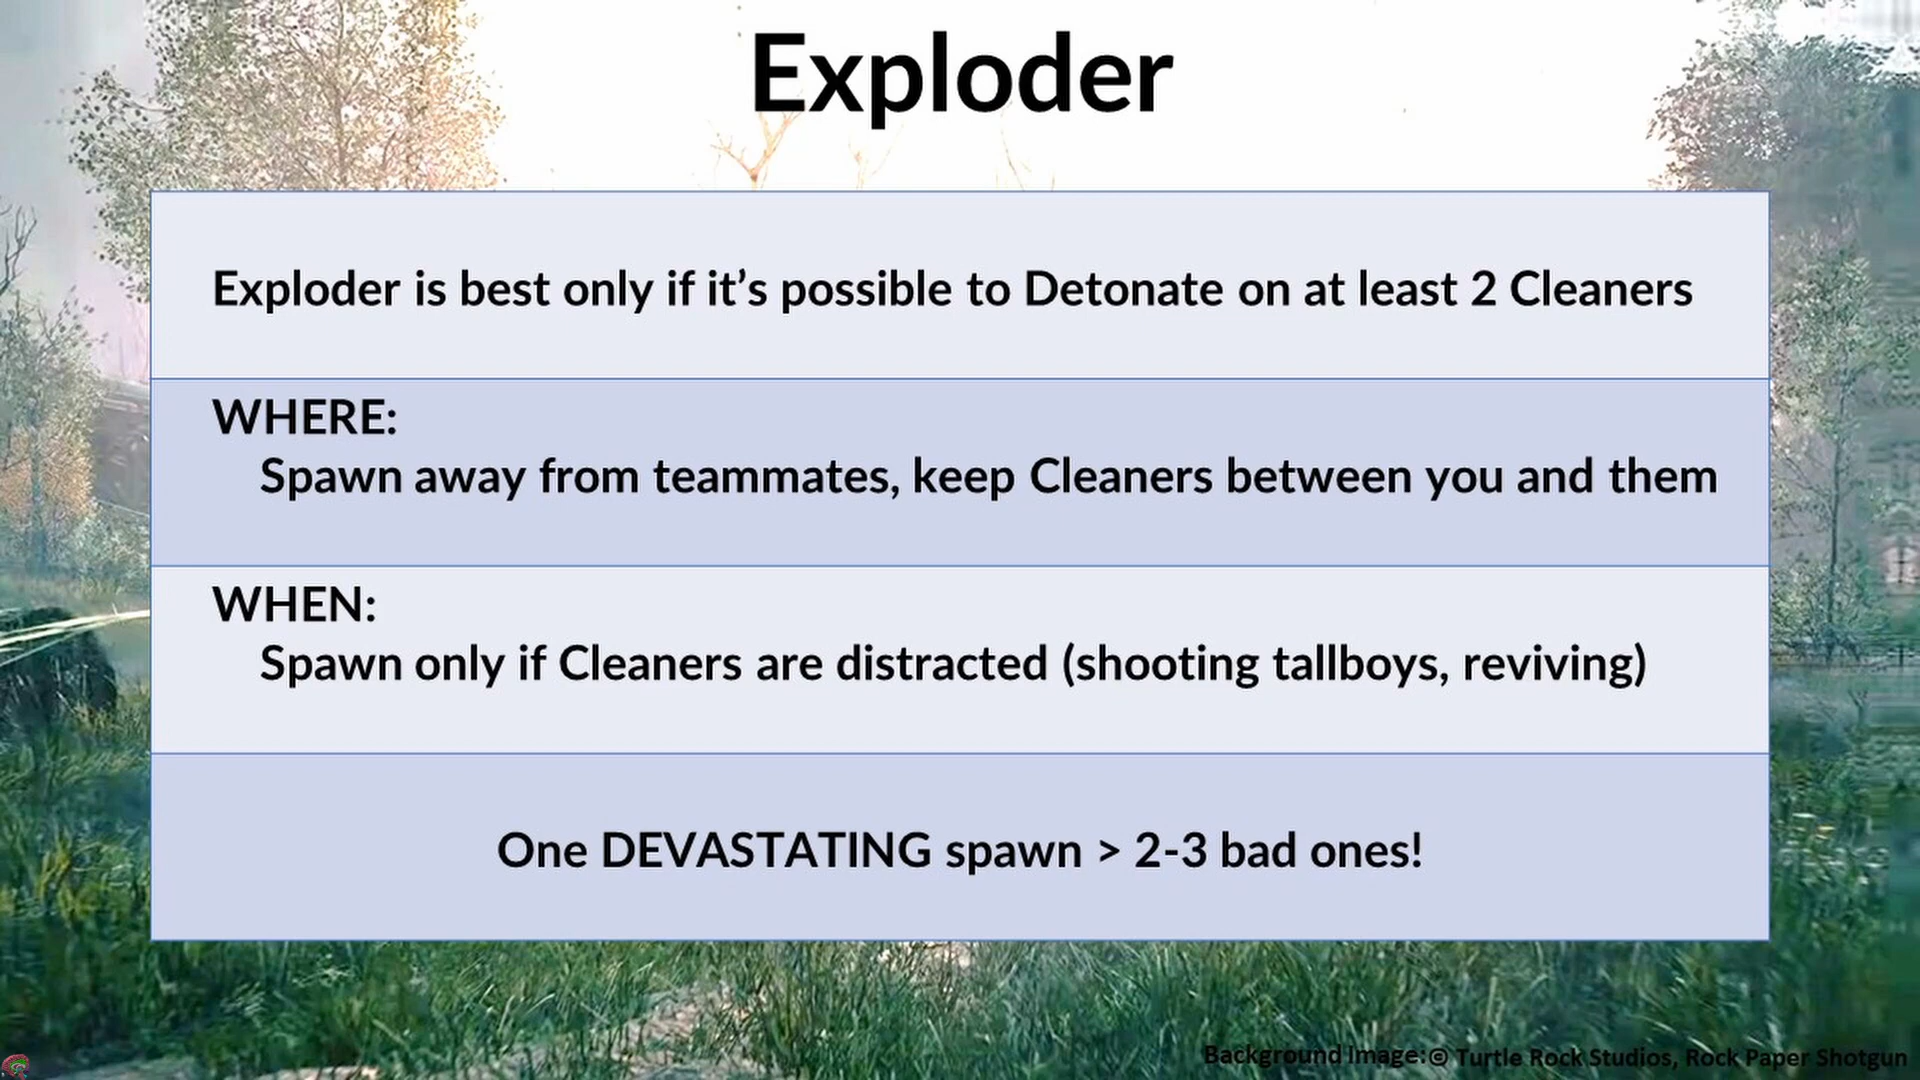 Exploder
Exploder is best only if it’s possible to Detonate on at least 2 Cleaners
WHERE:
Spawn away from teammates, keep Cleaners between you and them
WHEN:
Spawn only if Cleaners are distracted (shooting tallboys, reviving)
One DEVASTATING spawn > 2-3 bad ones!
Background Image:© Turtle Rock Studios, Rock Paper Shotgun